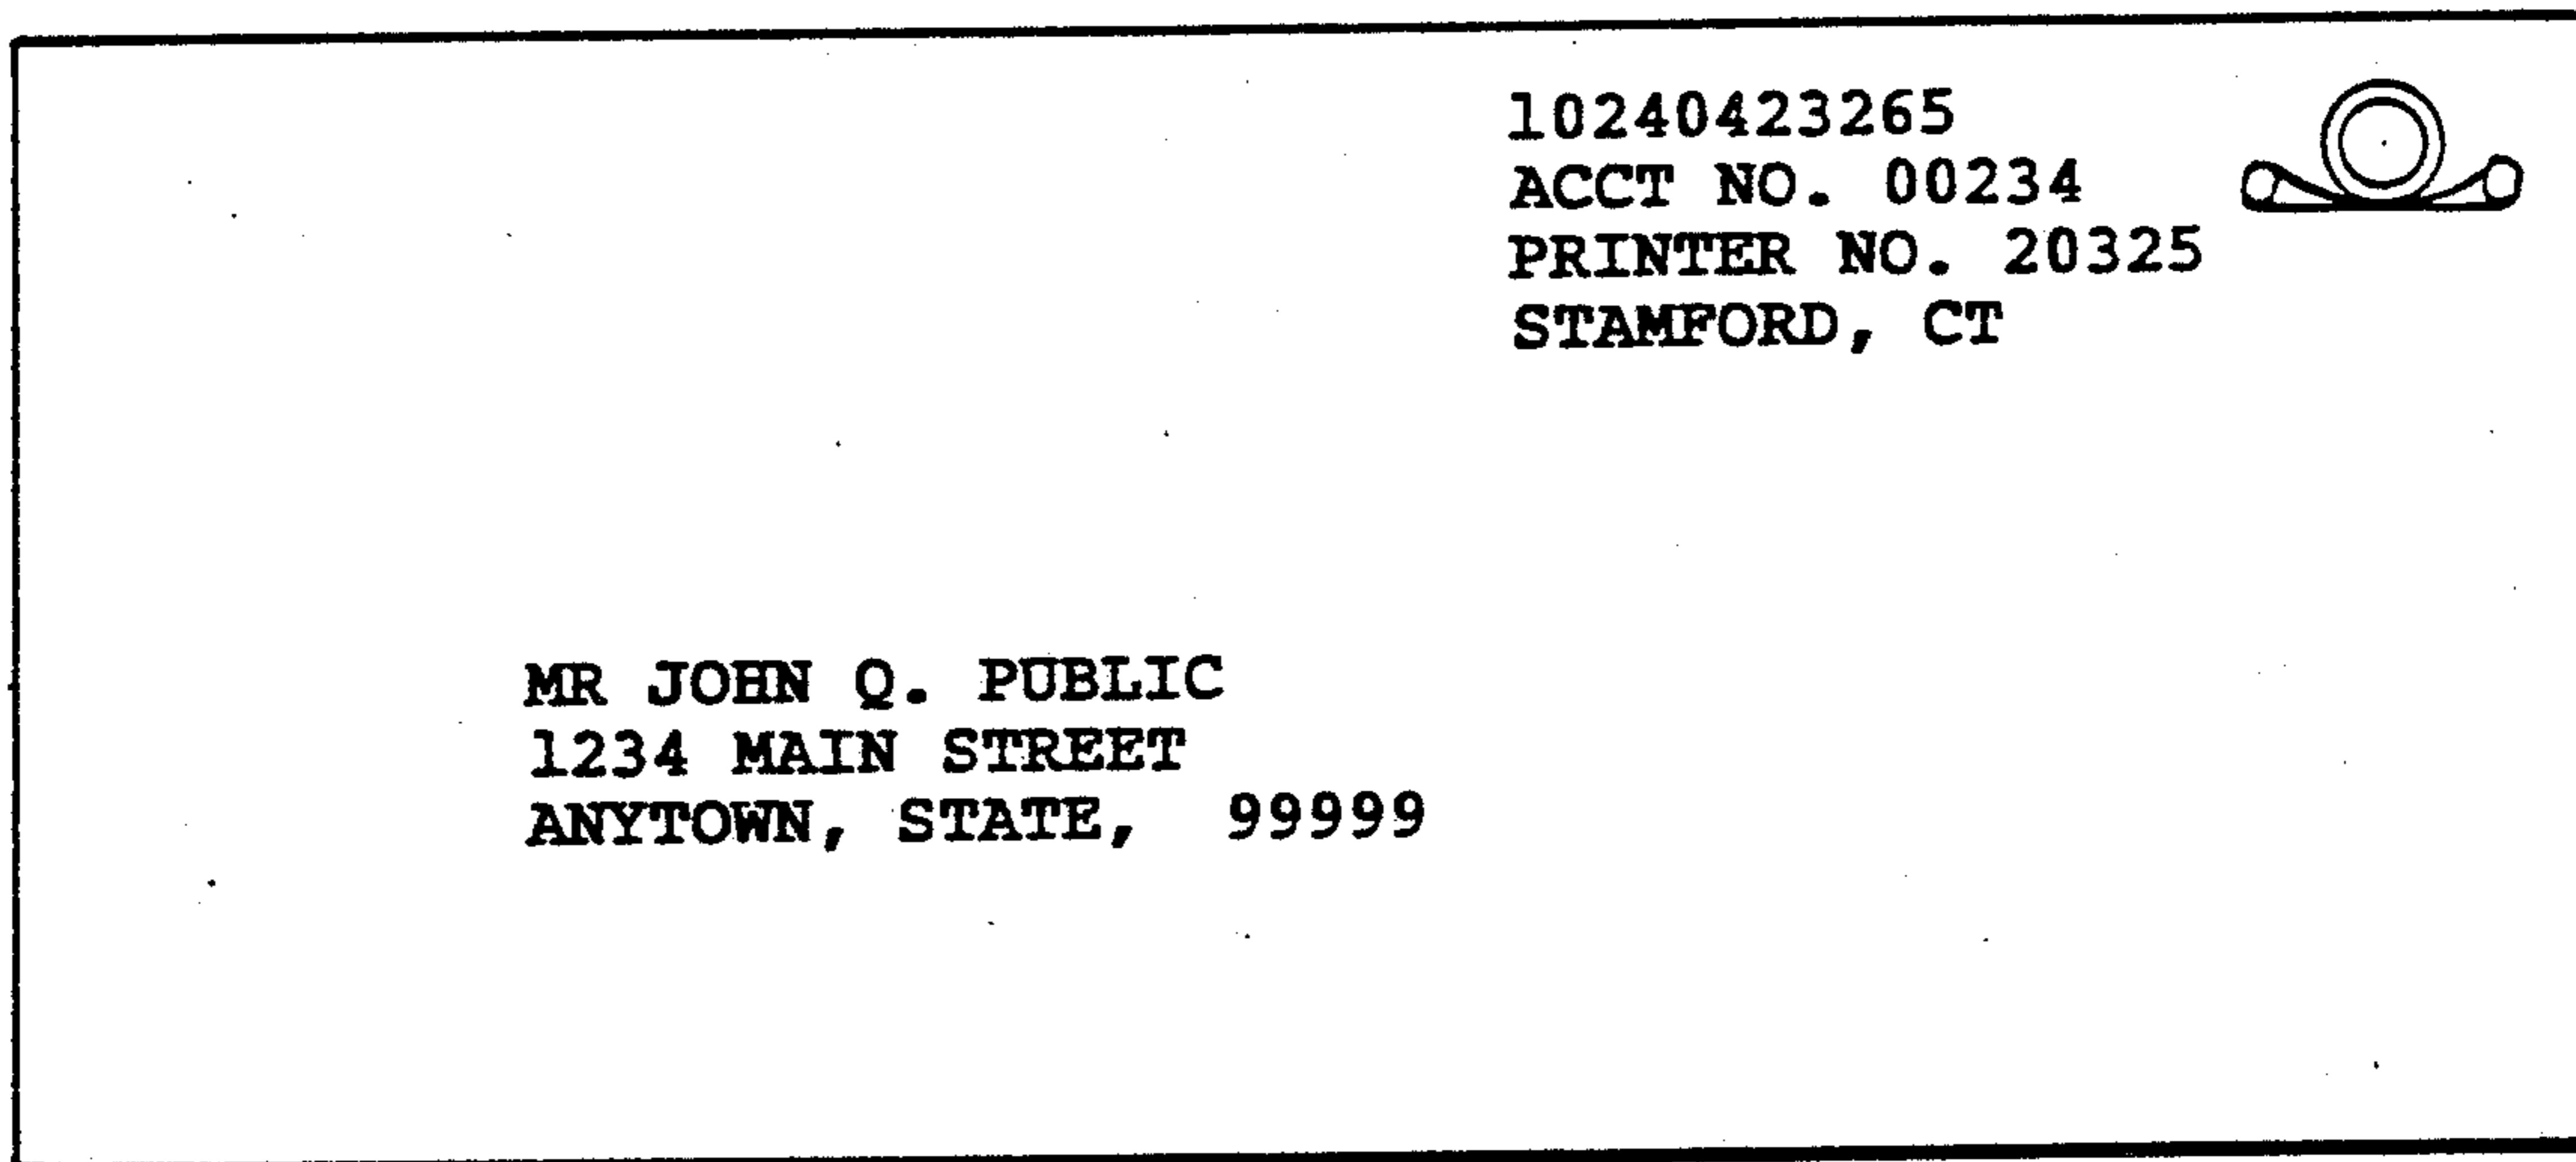 10240423265
ACCT NO. 00234
PRINTER NO. 20325
STAMFORD, CT
MR JOHN Q. PUBLIC
1234 MAIN STREET
ANYTOWN, STATE,  99999